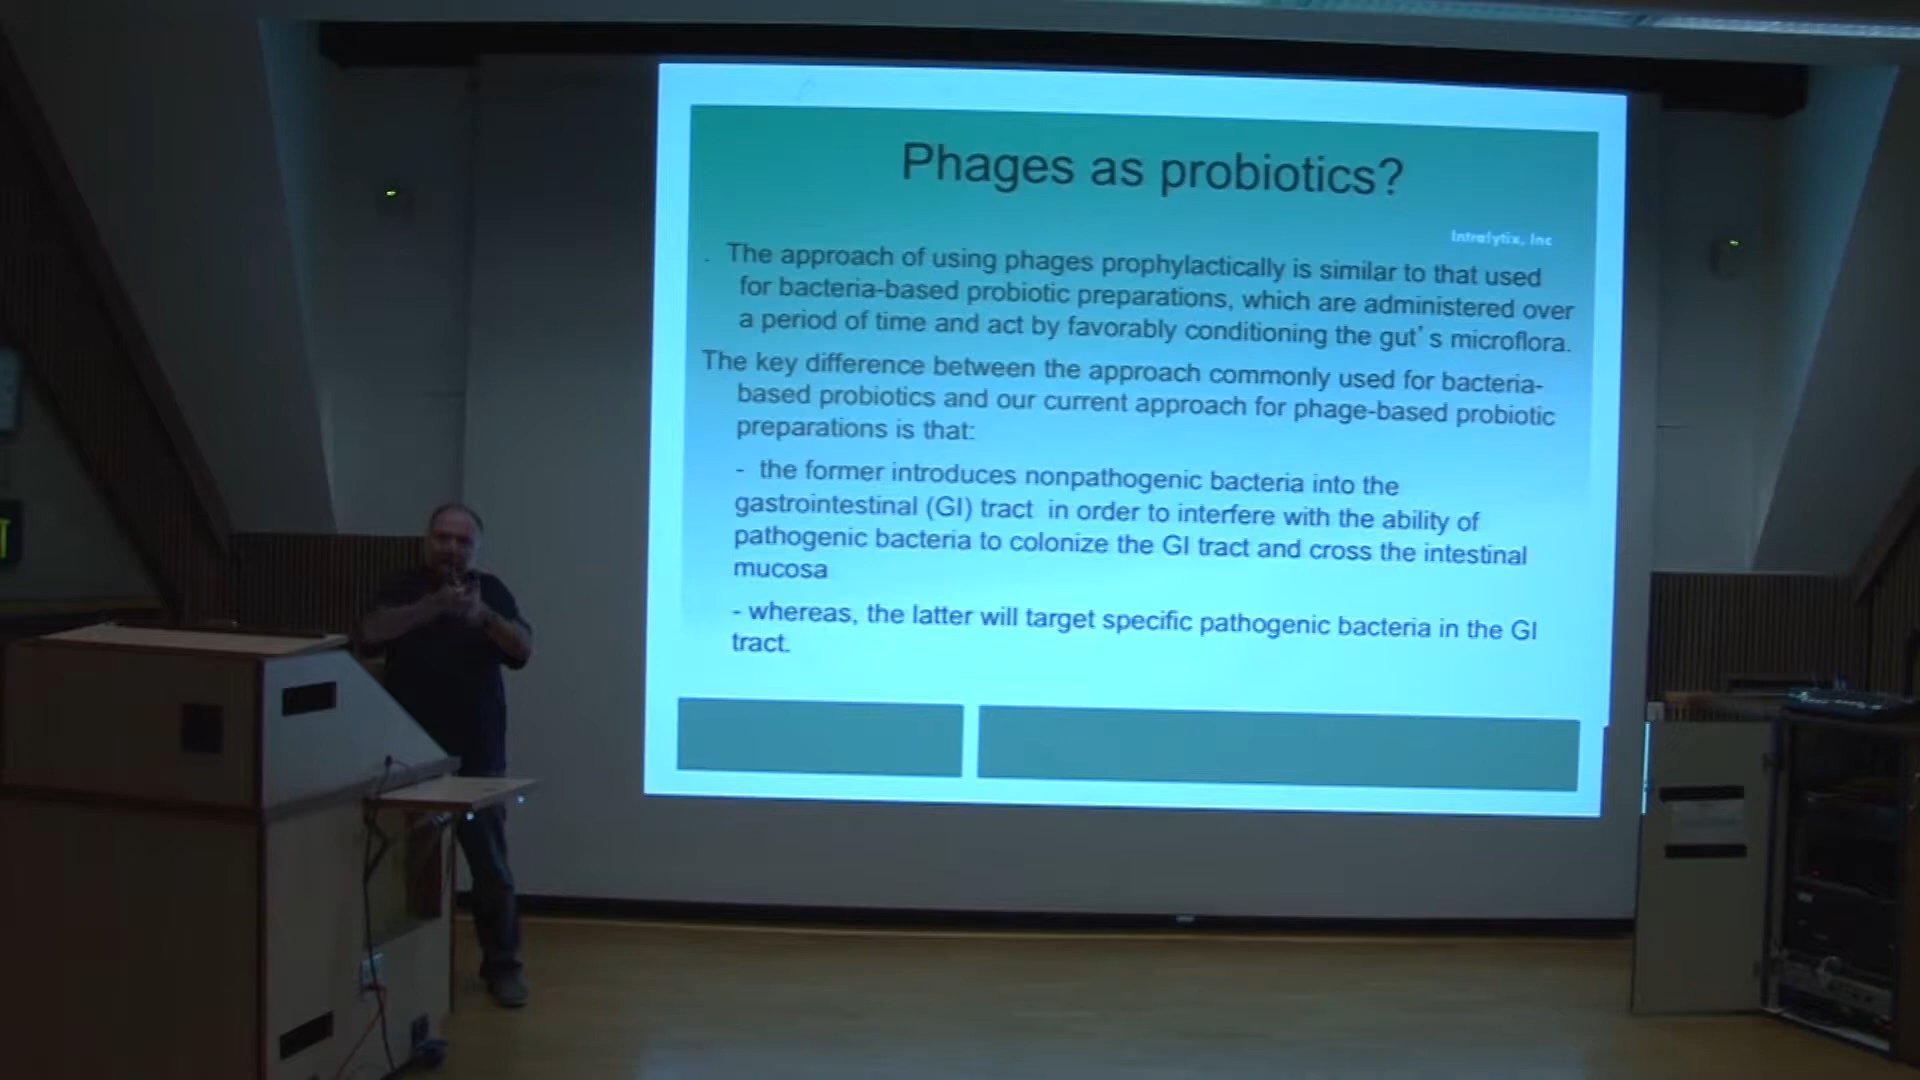 Phages as probiotics?
Intralytix, Inc
. The approach of using phages prophylactically is similar to that used
for bacteria-based probiotic preparations, which are administered over
a period of time and act by favorably conditioning the gut's microflora.
The key difference between the approach commonly used for bacteria-
based probiotics and our current approach for phage-based probiotic
preparations is that:
- the former introduces nonpathogenic bacteria into the
gastrointestinal (GI) tract in order to interfere with the ability of
pathogenic bacteria to colonize the GI tract and cross the intestinal
mucosa
- whereas, the latter will target specific pathogenic bacteria in the GI
tract.